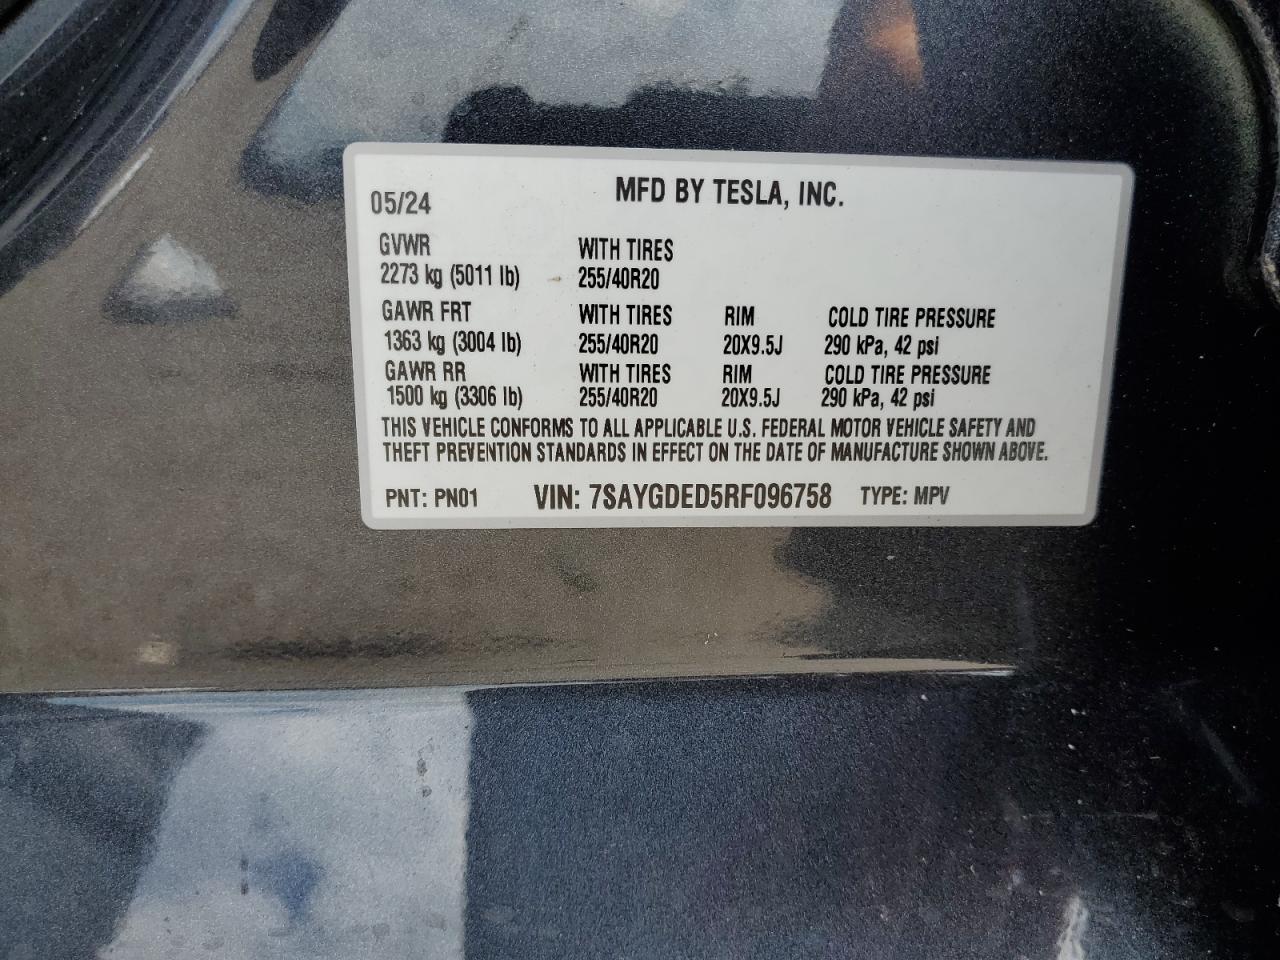 05/24 MFD BY TESLA, INC.
GVWR WITH TIRES
2273 kg (5011 lb) 255/40R20
GAWR FRT WITH TIRES RIM COLD TIRE PRESSURE
1363 kg (3004 lb) 255/40R20 20X9.5J 290 kPa, 42 psi
GAWR RR WITH TIRES RIM COLD TIRE PRESSURE
1500 kg (3306 lb) 255/40R20 20X9.5J 290 kPa, 42 psi
THIS VEHICLE CONFORMS TO ALL APPLICABLE U.S. FEDERAL MOTOR VEHICLE SAFETY AND
THEFT PREVENTION STANDARDS IN EFFECT ON THE DATE OF MANUFACTURE SHOWN ABOVE.
PNT: PN01 VIN: 7SAYGDED5RF096758 TYPE: MPV